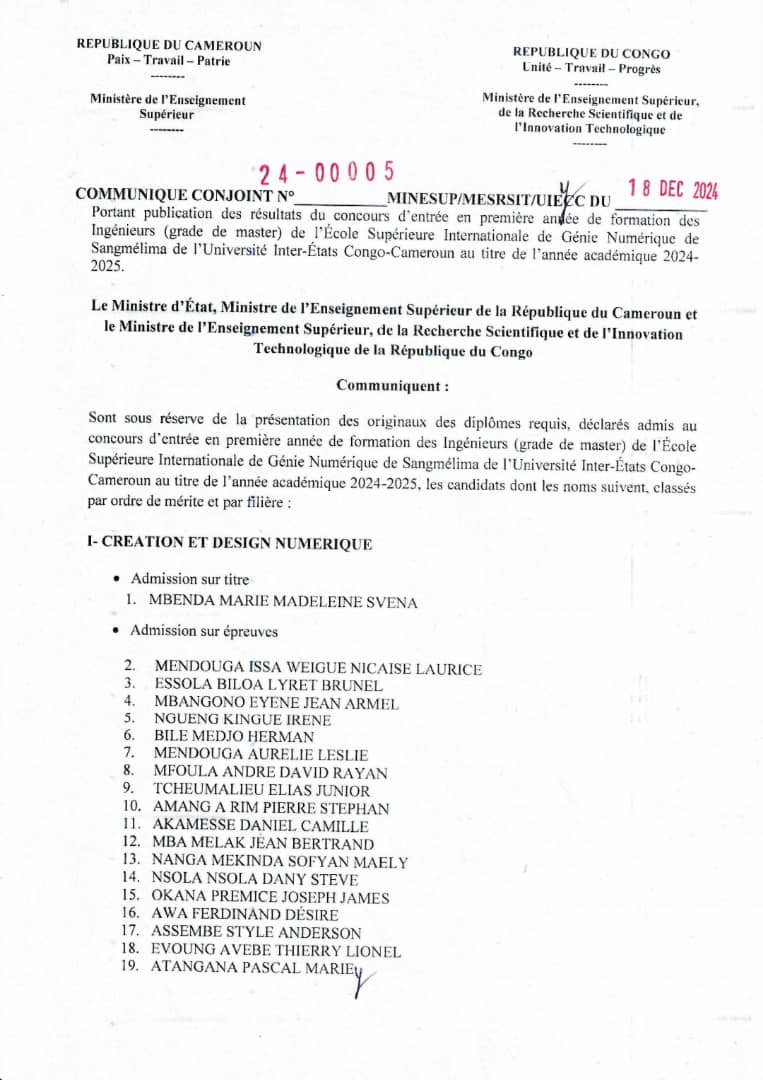 REPUBLIQUE DU CAMEROUN
Paix – Travail – Patrie
--------
Ministère de l'Enseignement
Supérieur
--------
REPUBLIQUE DU CONGO
Unité – Travail – Progrès
--------
Ministère de l'Enseignement Supérieur,
de la Recherche Scientifique et de
l'Innovation Technologique
--------
24-00005
18 DEC 2024
COMMUNIQUE CONJOINT N°__________MINESUP/MESRSIT/UIECC DU __________
Portant publication des résultats du concours d'entrée en première année de formation des
Ingénieurs (grade de master) de l'École Supérieure Internationale de Génie Numérique de
Sangmélima de l'Université Inter-États Congo-Cameroun au titre de l'année académique 2024-
2025.
Le Ministre d'État, Ministre de l'Enseignement Supérieur de la République du Cameroun et
le Ministre de l'Enseignement Supérieur, de la Recherche Scientifique et de l'Innovation
Technologique de la République du Congo
Communiquent :
Sont sous réserve de la présentation des originaux des diplômes requis, déclarés admis au
concours d'entrée en première année de formation des Ingénieurs (grade de master) de l'École
Supérieure Internationale de Génie Numérique de Sangmélima de l'Université Inter-États Congo-
Cameroun au titre de l'année académique 2024-2025, les candidats dont les noms suivent, classés
par ordre de mérite et par filière :
I- CREATION ET DESIGN NUMERIQUE
• Admission sur titre
1. MBENDA MARIE MADELEINE SVENA
• Admission sur épreuves
2. MENDOUGA ISSA WEIGUE NICAISE LAURICE
3. ESSOLA BILOA LYRET BRUNEL
4. MBANGONO EYENE JEAN ARMEL
5. NGUENG KINGUE IRENE
6. BILE MEDJO HERMAN
7. MENDOUGA AURELIE LESLIE
8. MFOULA ANDRE DAVID RAYAN
9. TCHEUMALIEU ELIAS JUNIOR
10. AMANG A RIM PIERRE STEPHAN
11. AKAMESSE DANIEL CAMILLE
12. MBA MELAK JEAN BERTRAND
13. NANGA MEKINDA SOFYAN MAELY
14. NSOLA NSOLA DANY STEVE
15. OKANA PREMICE JOSEPH JAMES
16. AWA FERDINAND DÉSIRE
17. ASSEMBE STYLE ANDERSON
18. EVOUNG AVEBE THIERRY LIONEL
19. ATANGANA PASCAL MARIE